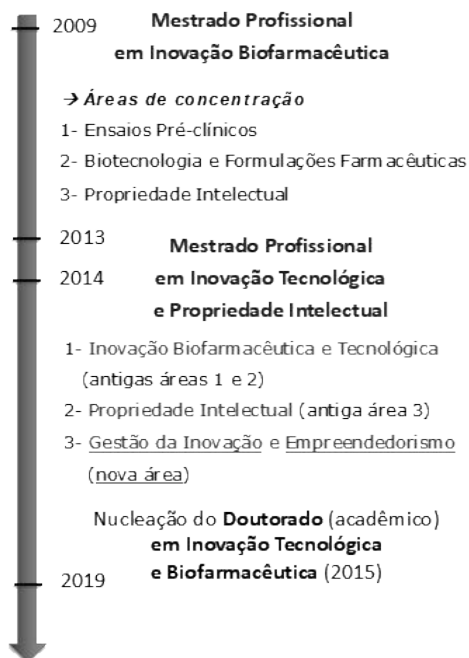 2009 Mestrado Profissional
em Inovação Biofarmacêutica
→ Áreas de concentração
1- Ensaios Pré-clínicos
2- Biotecnologia e Formulações Farmacêuticas
3- Propriedade Intelectual
2013 Mestrado Profissional
2014 em Inovação Tecnológica
e Propriedade Intelectual
1- Inovação Biofarmacêutica e Tecnológica
(antigas áreas 1 e 2)
2- Propriedade Intelectual (antiga área 3)
3- Gestão da Inovação e Empreendedorismo
(nova área)
Nucleação do Doutorado (acadêmico)
em Inovação Tecnológica
2019 e Biofarmacêutica (2015)